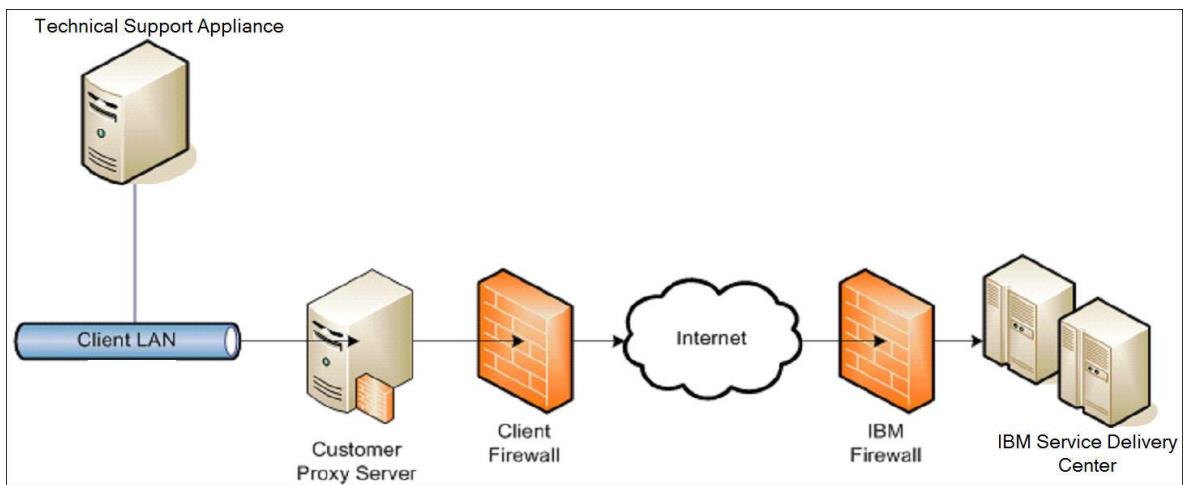 Technical Support Appliance
Client LAN
Customer
Proxy Server
Client
Firewall
Internet
IBM
Firewall
IBM Service Delivery
Center